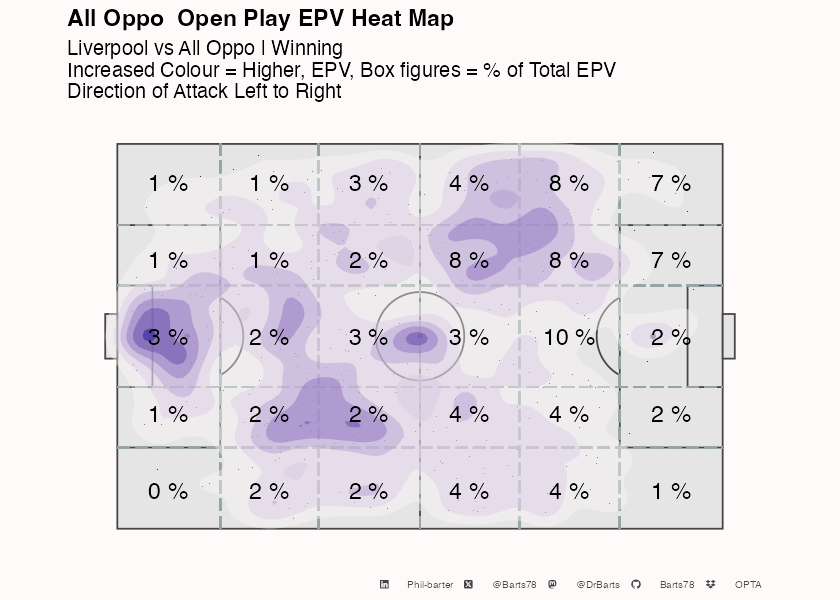 All Oppo  Open Play EPV Heat Map
Liverpool vs All Oppo | Winning
Increased Colour = Higher, EPV, Box figures = % of Total EPV
Direction of Attack Left to Right
1 % 1 % 3 % 4 % 8 % 7 %
1 % 1 % 2 % 8 % 8 % 7 %
3 % 2 % 3 % 3 % 10 % 2 %
1 % 2 % 2 % 4 % 4 % 2 %
0 % 2 % 2 % 4 % 4 % 1 %
Phil-barter @Barts78 @DrBarts Barts78 OPTA